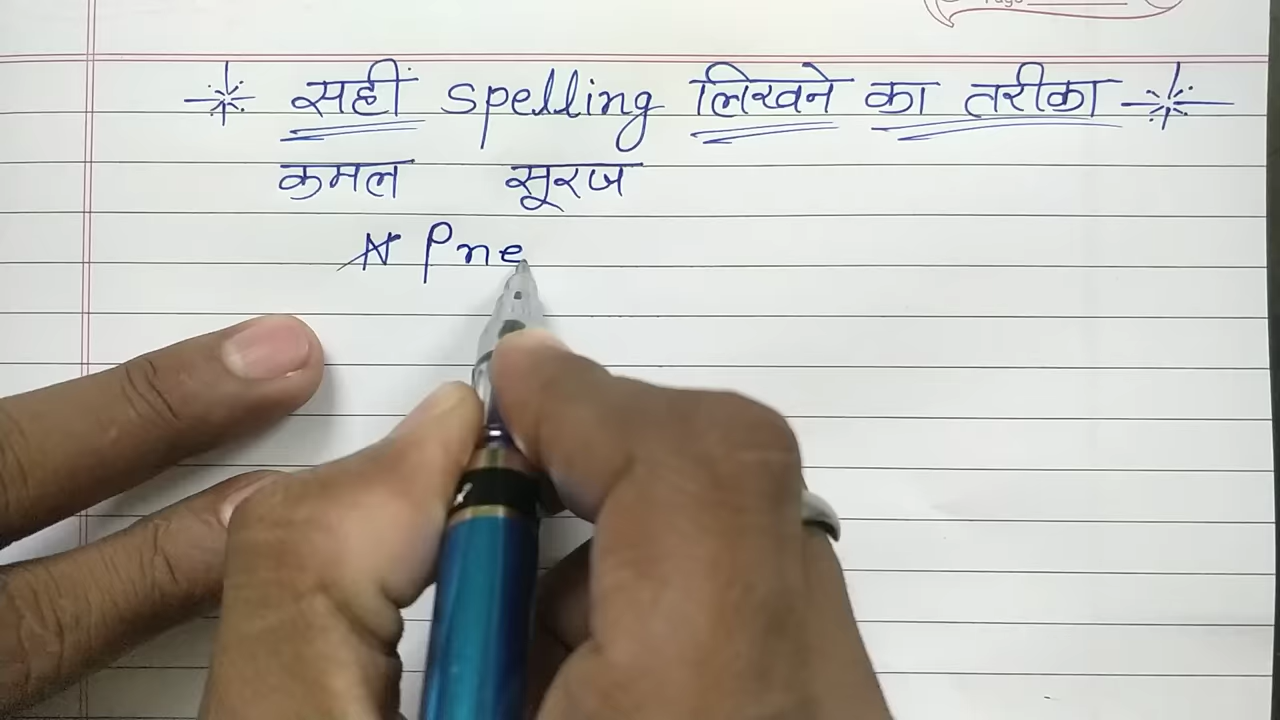 सहीं spelling लिखने का तरीका
कमल सूरज
Pne